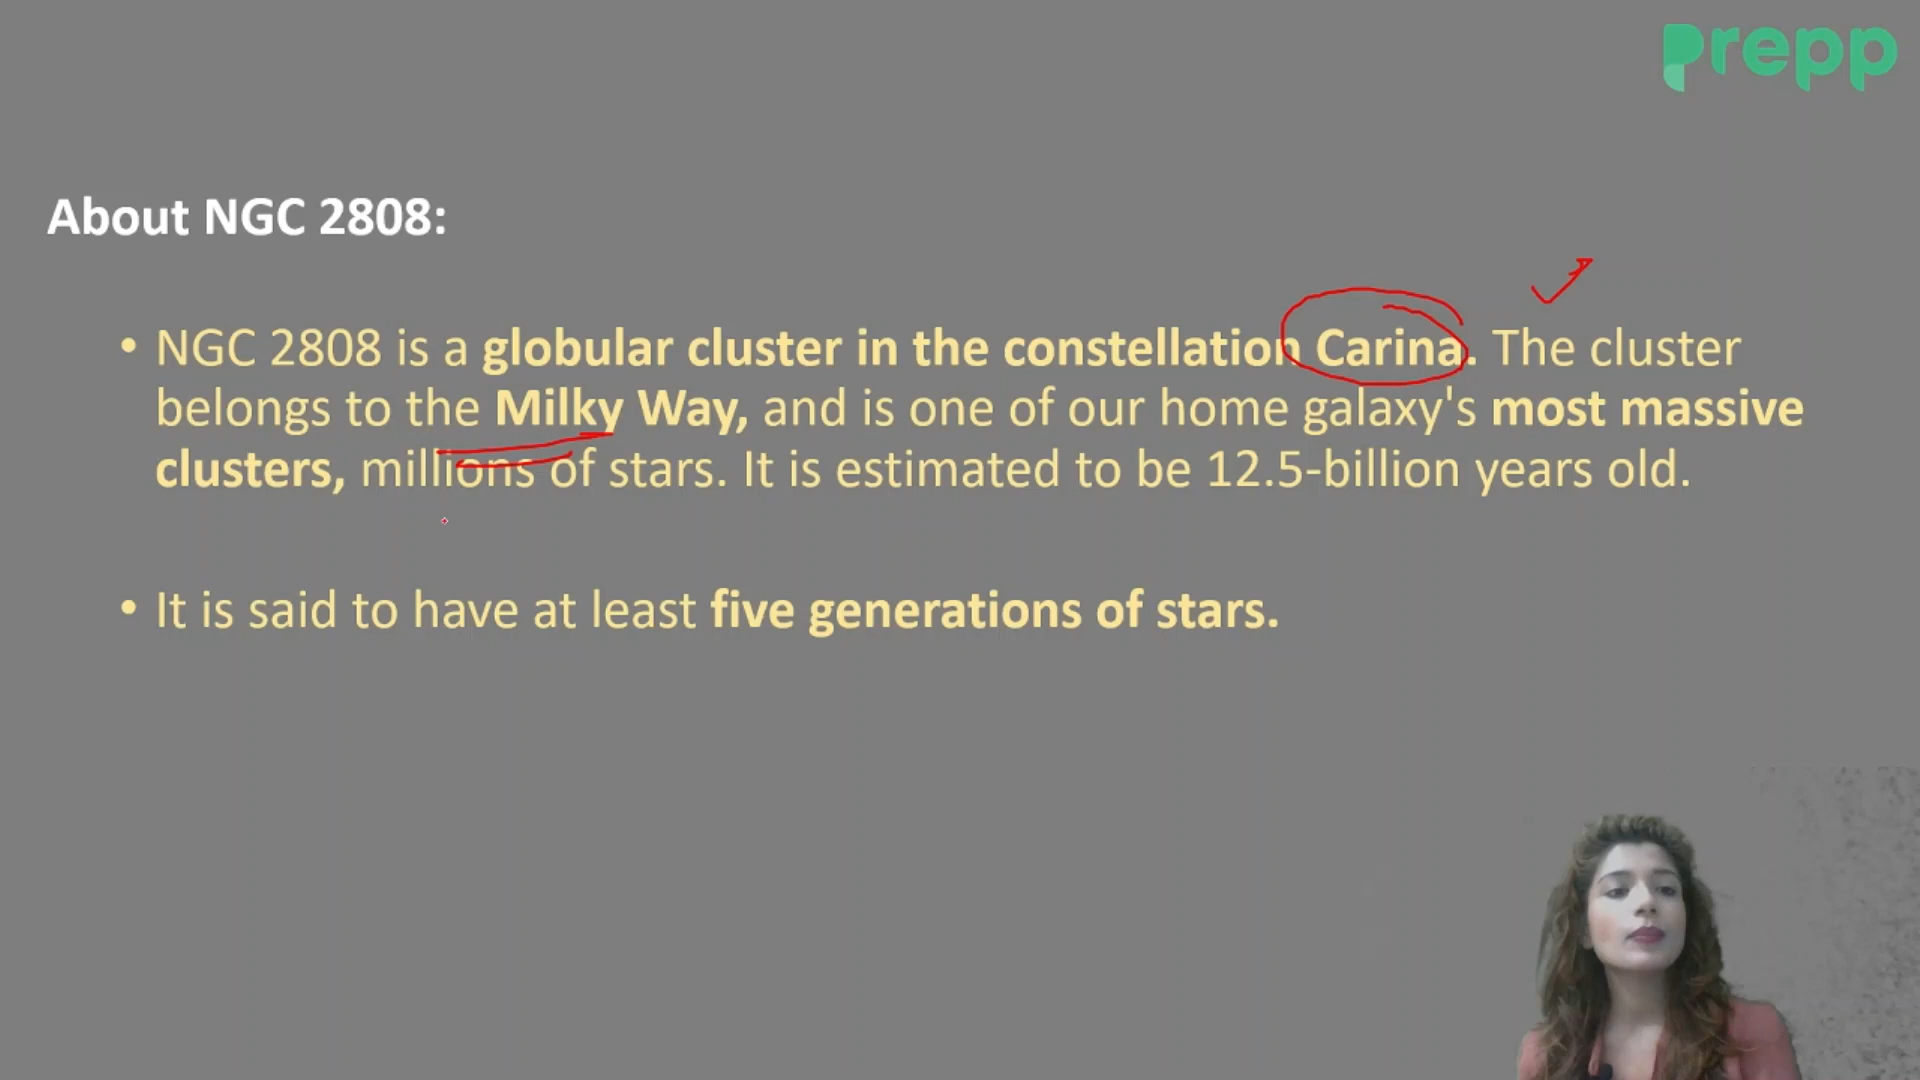 prepp
About NGC 2808:
• NGC 2808 is a globular cluster in the constellation Carina. The cluster
belongs to the Milky Way, and is one of our home galaxy's most massive
clusters, millions of stars. It is estimated to be 12.5-billion years old.
• It is said to have at least five generations of stars.